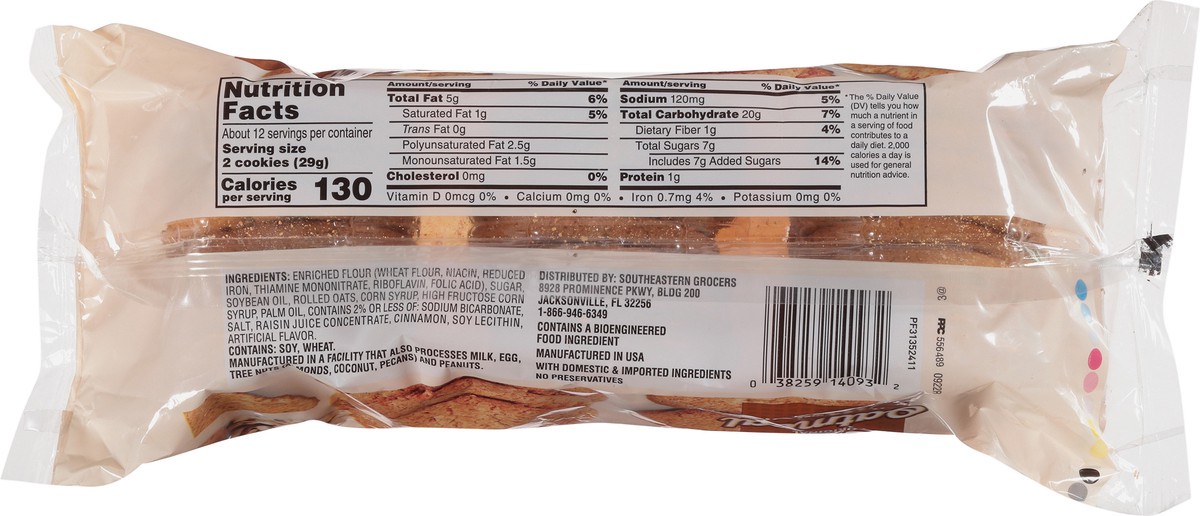 Nutrition
Facts
About 12 servings per container
Serving size
2 cookies (29g)
Calories
per serving
130
Amount/serving % Daily Value*
Total Fat 5g 6%
Saturated Fat 1g 5%
Trans Fat 0g
Polyunsaturated Fat 2.5g
Monounsaturated Fat 1.5g
Cholesterol 0mg 0%
Amount/serving % Daily Value*
Sodium 120mg 5%
Total Carbohydrate 20g 7%
Dietary Fiber 1g 4%
Total Sugars 7g
Includes 7g Added Sugars 14%
Protein 1g
Vitamin D 0mcg 0% • Calcium 0mg 0% • Iron 0.7mg 4% • Potassium 0mg 0%
*The % Daily Value
(DV) tells you how
much a nutrient in
a serving of food
contributes to a
daily diet. 2,000
calories a day is
used for general
nutrition advice.
INGREDIENTS: ENRICHED FLOUR (WHEAT FLOUR, NIACIN, REDUCED
IRON, THIAMINE MONONITRATE, RIBOFLAVIN, FOLIC ACID), SUGAR,
SOYBEAN OIL, ROLLED OATS, CORN SYRUP, HIGH FRUCTOSE CORN
SYRUP, PALM OIL, CONTAINS 2% OR LESS OF: SODIUM BICARBONATE,
SALT, RAISIN JUICE CONCENTRATE, CINNAMON, SOY LECITHIN,
ARTIFICIAL FLAVOR.
CONTAINS: SOY, WHEAT.
MANUFACTURED IN A FACILITY THAT ALSO PROCESSES MILK, EGG,
TREE MONDS, COCONUT, PECANS) AND PEANUTS.
DISTRIBUTED BY: SOUTHEASTERN GROCERS
8928 PROMINENCE PKWY, BLDG 200
JACKSONVILLE, FL 32256
1-866-946-6349
CONTAINS A BIOENGINEERED
FOOD INGREDIENT
MANUFACTURED IN USA
WITH DOMESTIC & IMPORTED INGREDIENTS
NO PRESERVATIVES
0 38259 14093 2
PF31352411
3@
PPC 556489 0922R
Oatmeal